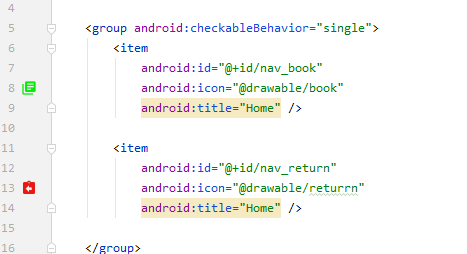 4
5 <group android:checkableBehavior="single">
6 <item
7 android:id="@+id/nav_book"
8 android:icon="@drawable/book"
9 android:title="Home" />
10
11 <item
12 android:id="@+id/nav_return"
13 android:icon="@drawable/returrn"
14 android:title="Home" />
15
16 </group>